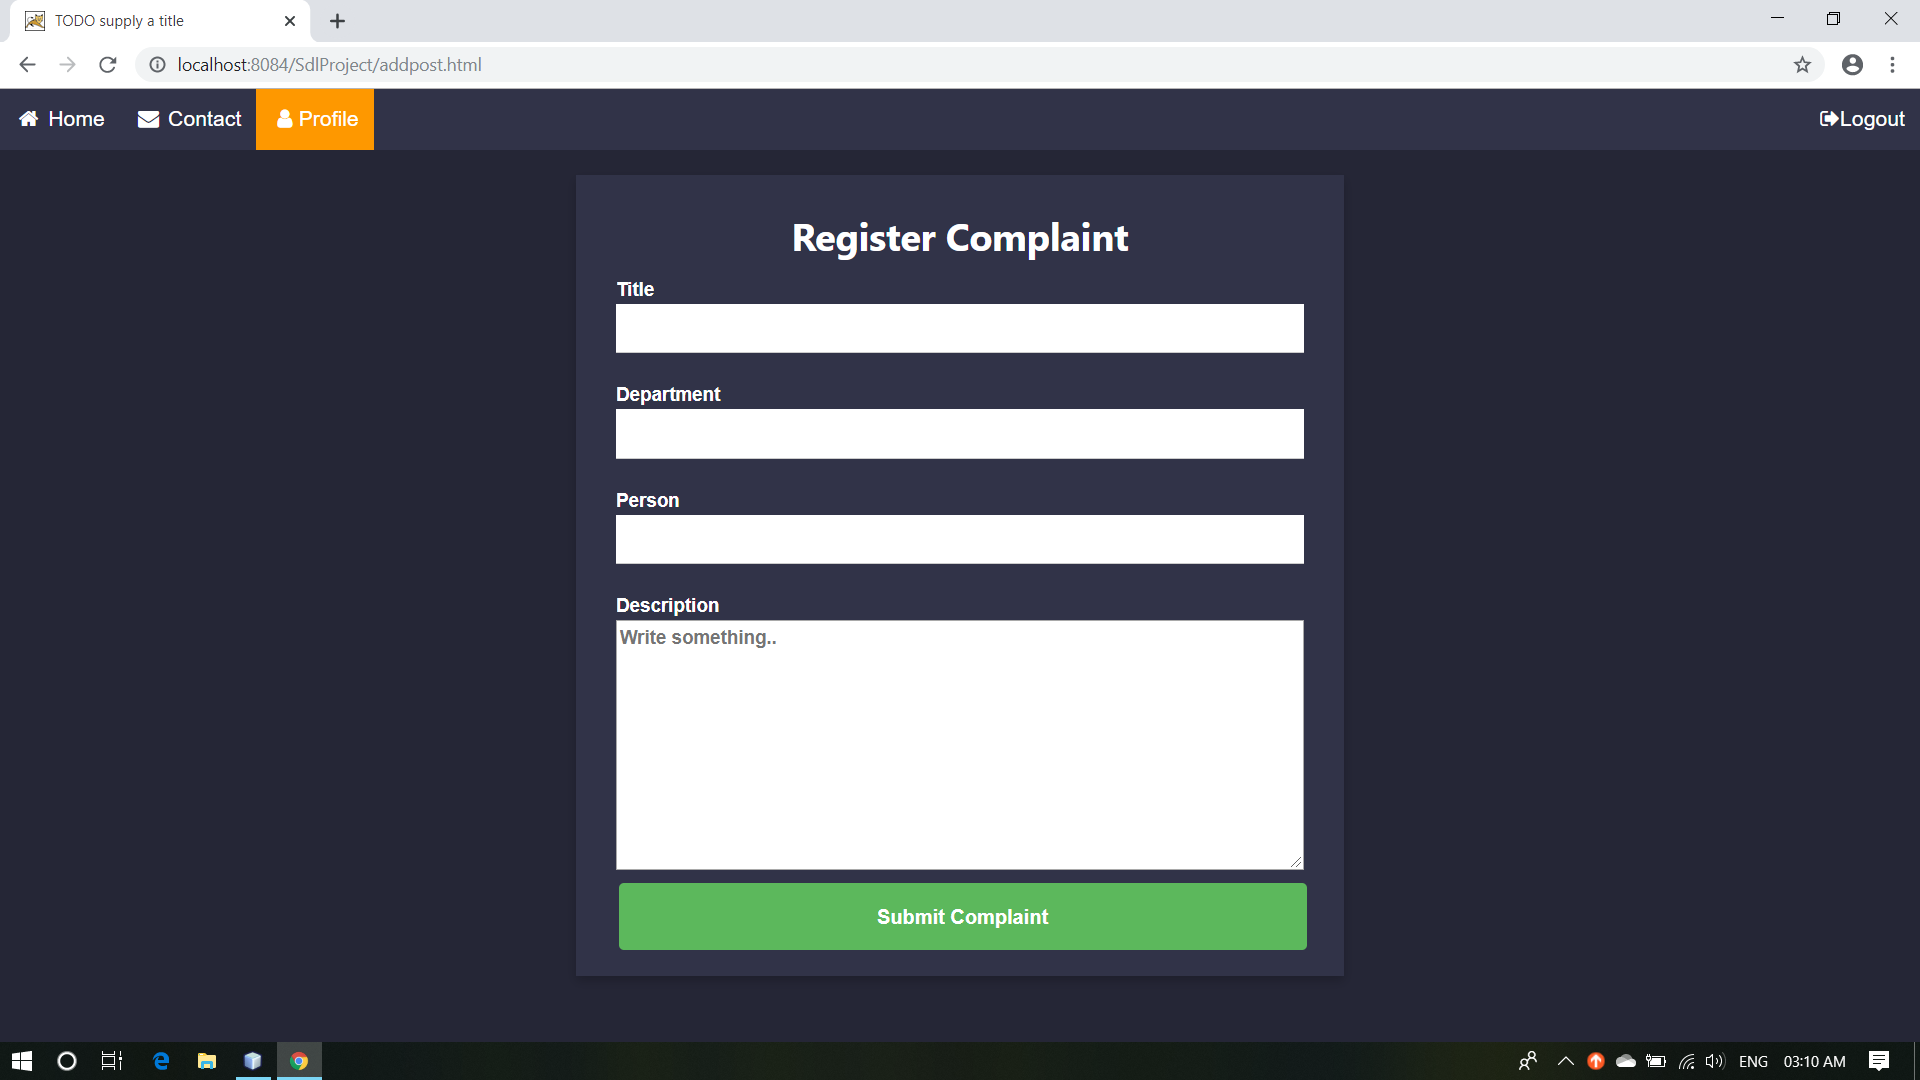 TODO supply a title
localhost:8084/SdlProject/addpost.html
Home Contact Profile Logout
Register Complaint
Title
Department
Person
Description
Write something..
Submit Complaint
ENG 03:10 AM